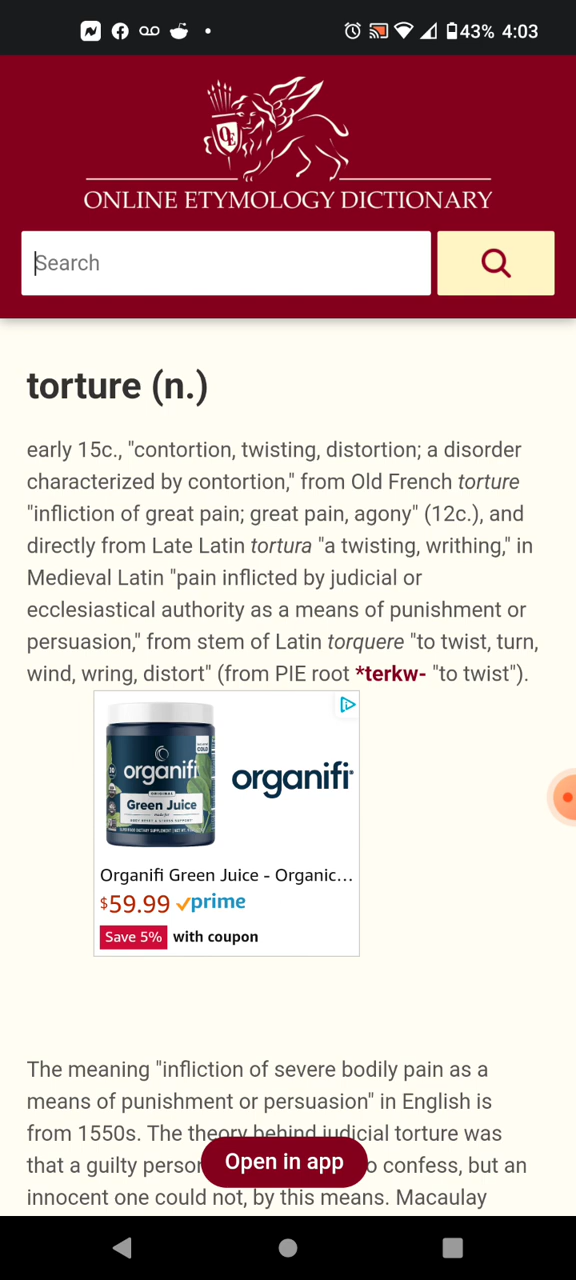 43% 4:03
OE
ONLINE ETYMOLOGY DICTIONARY
Search
torture (n.)
early 15c., "contortion, twisting, distortion; a disorder
characterized by contortion," from Old French torture
"infliction of great pain; great pain, agony" (12c.), and
directly from Late Latin tortura "a twisting, writhing," in
Medieval Latin "pain inflicted by judicial or
ecclesiastical authority as a means of punishment or
persuasion," from stem of Latin torquere "to twist, turn,
wind, wring, distort" (from PIE root *terkw- "to twist").
organifi
ORIGINAL
Green Juice
organifi
Organifi Green Juice - Organic...
$59.99 prime
Save 5% with coupon
The meaning "infliction of severe bodily pain as a
means of punishment or persuasion" in English is
from 1550s. The theory behind judicial torture was
that a guilty person o confess, but an
Open in app
innocent one could not, by this means. Macaulay